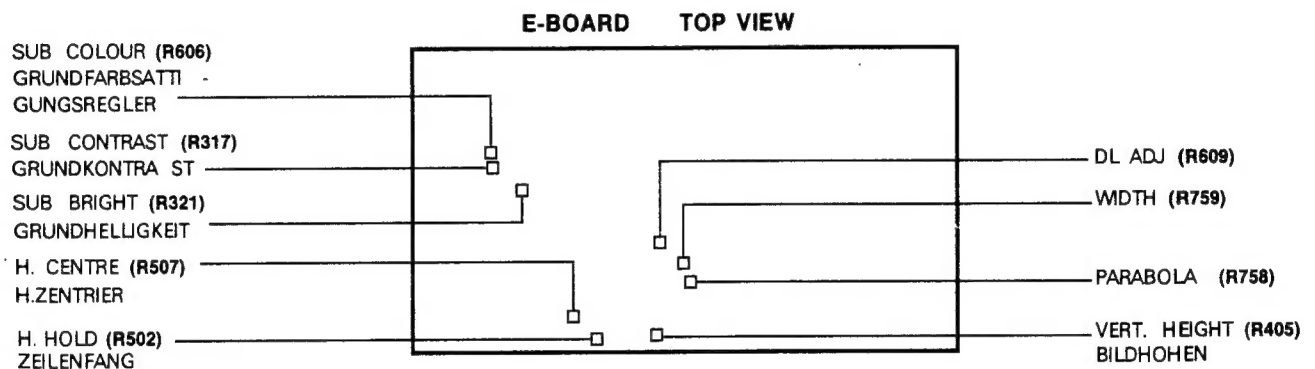 E-BOARD TOP VIEW
SUB COLOUR (R606)
GRUNDFARBSATTI -
GUNGSREGLER
SUB CONTRAST (R317)
GRUNDKONTRA ST
SUB BRIGHT (R321)
GRUNDHELLIGKEIT
H. CENTRE (R507)
H.ZENTRIER
H. HOLD (R502)
ZEILENFANG
DL ADJ (R609)
WIDTH (R759)
PARABOLA (R758)
VERT. HEIGHT (R405)
BILDHOHEN